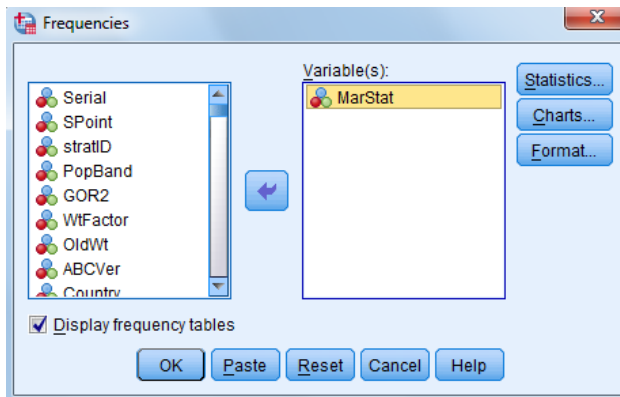 Frequencies
Variable(s):
Serial
SPoint
stratID
PopBand
GOR2
WtFactor
OldWt
ABCVer
Country
MarStat
Statistics...
Charts...
Format...
Display frequency tables
OK
Paste
Reset
Cancel
Help